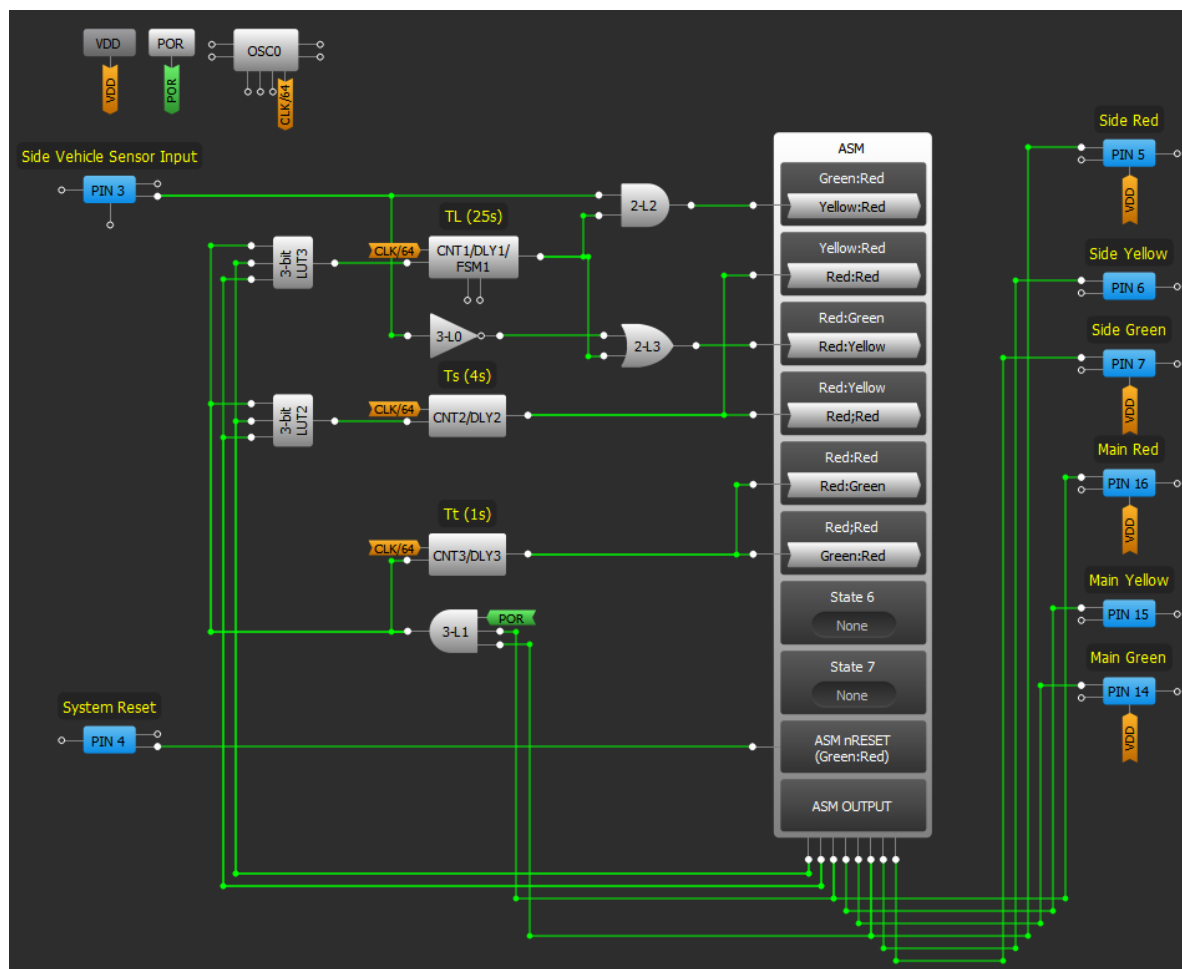 VDD
POR
OSC0
VDD
POR
CLK/64
Side Vehicle Sensor Input
PIN 3
TL (25s)
CLK/64
CNT1/DLY1/
FSM1
3-bit
LUT3
2-L2
3-L0
2-L3
Ts (4s)
CLK/64
CNT2/DLY2
3-bit
LUT2
Tt (1s)
CLK/64
CNT3/DLY3
POR
3-L1
System Reset
PIN 4
ASM
Green:Red
Yellow:Red
Yellow:Red
Red:Red
Red:Green
Red:Yellow
Red:Yellow
Red;Red
Red:Red
Red:Green
Red;Red
Green:Red
State 6
None
State 7
None
ASM nRESET
(Green:Red)
ASM OUTPUT
Side Red
PIN 5
VDD
Side Yellow
PIN 6
Side Green
PIN 7
VDD
Main Red
PIN 16
VDD
Main Yellow
PIN 15
Main Green
PIN 14
VDD